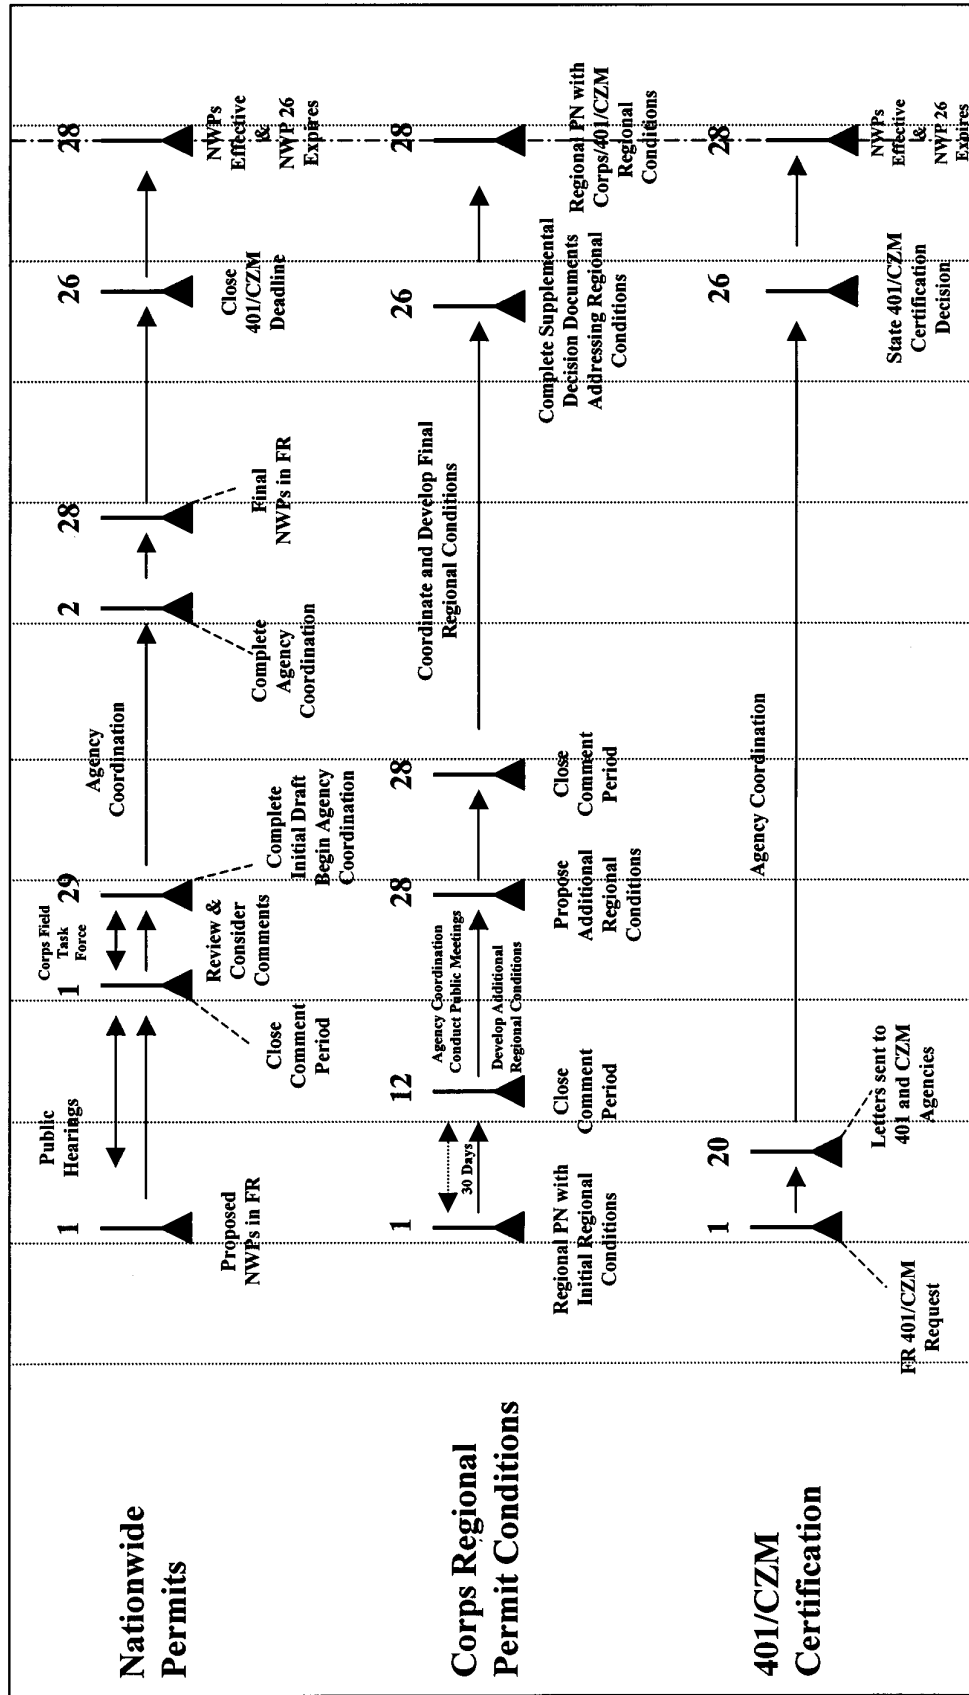 Nationwide
Permits
1
Proposed
NWPs in FR
Public
Hearings
1
Close
Comment
Period
Corps Field
Task
Force
Review &
Consider
Comments
29
Complete
Initial Draft
Begin Agency
Coordination
Agency
Coordination
2
Complete
Agency
Coordination
28
Final
NWPs in FR
26
Close
401/CZM
Deadline
28
NWPs
Effective
&
NWP 26
Expires
Corps Regional
Permit Conditions
1
Regional PN with
Initial Regional
Conditions
30 Days
12
Close
Comment
Period
Agency Coordination
Conduct Public Meetings
Develop Additional
Regional Conditions
28
Propose
Additional
Regional
Conditions
28
Close
Comment
Period
Coordinate and Develop Final
Regional Conditions
26
Complete Supplemental
Decision Documents
Addressing Regional
Conditions
28
Regional PN with
Corps/401/CZM
Regional
Conditions
401/CZM
Certification
1
FR 401/CZM
Request
20
Letters sent to
401 and CZM
Agencies
Agency Coordination
26
State 401/CZM
Certification
Decision
28
NWPs
Effective
&
NWP 26
Expires